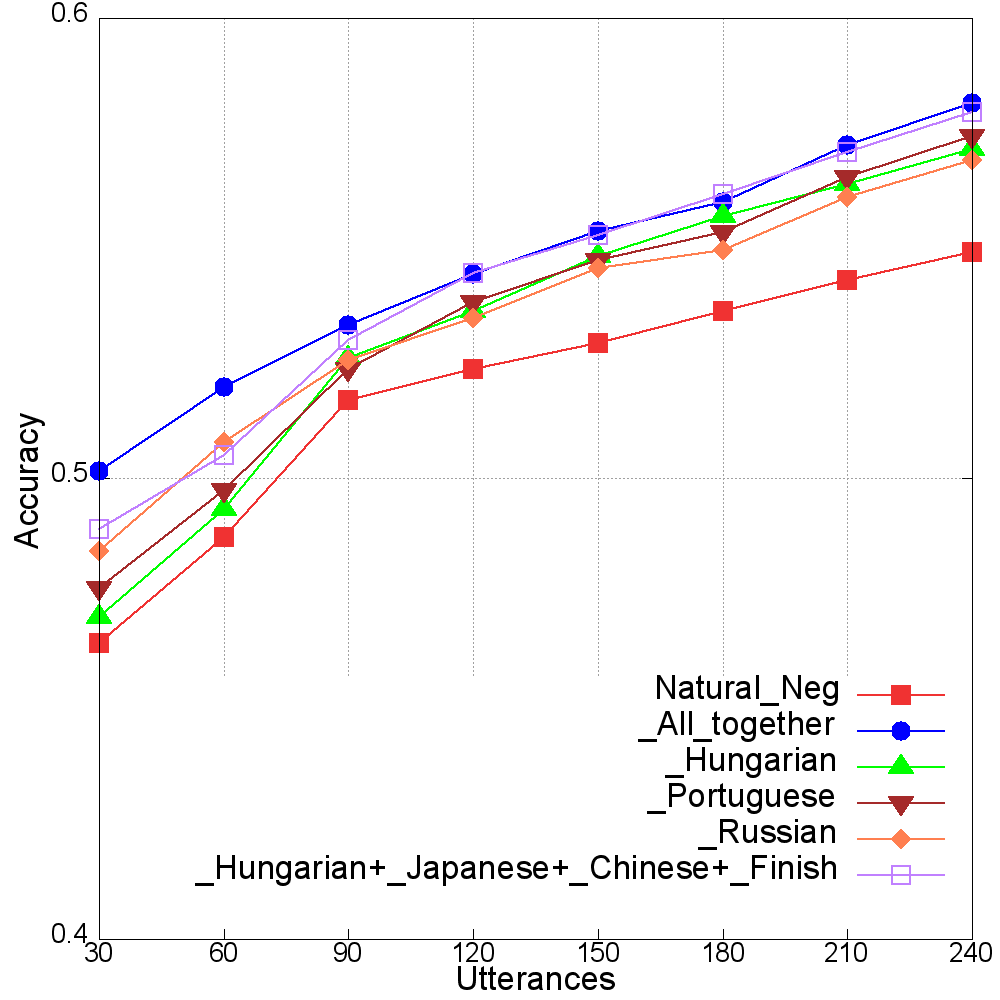 0.6
0.5
0.4
Accuracy
Natural_Neg
_All_together
_Hungarian
_Portuguese
_Russian
_Hungarian+_Japanese+_Chinese+_Finish
30 60 90 120 150 180 210 240
Utterances